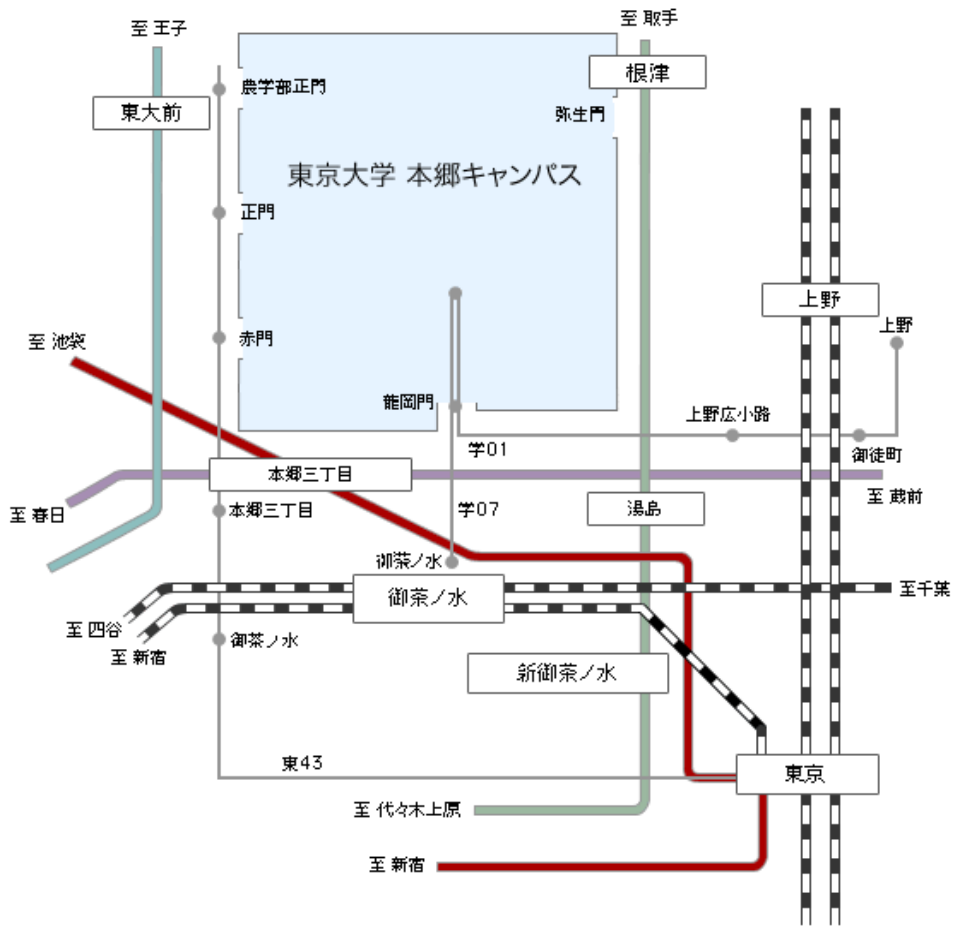 至 取手
至 王子
根津
農学部正門
東大前
弥生門
東京大学 本郷キャンパス
正門
上野
上野
赤門
至 池袋
龍岡門
上野広小路
学01
御徒町
本郷三丁目
至 蔵前
学07
本郷三丁目
湯島
至 春日
御茶ノ水
至千葉
御茶ノ水
至 四谷
御茶ノ水
至 新宿
新御茶ノ水
東43
東京
至 代々木上原
至 新宿